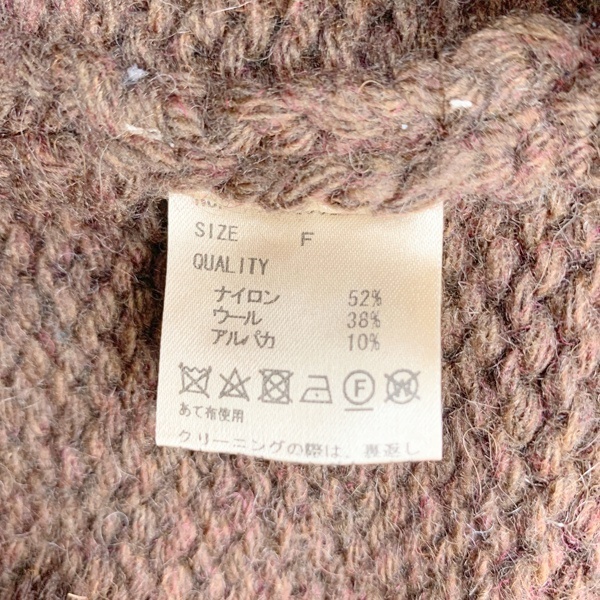 SIZE F
QUALITY
ナイロン 52%
ウール 38%
アルパカ 10%
F W
あて布使用
クリーニングの際は、裏返し